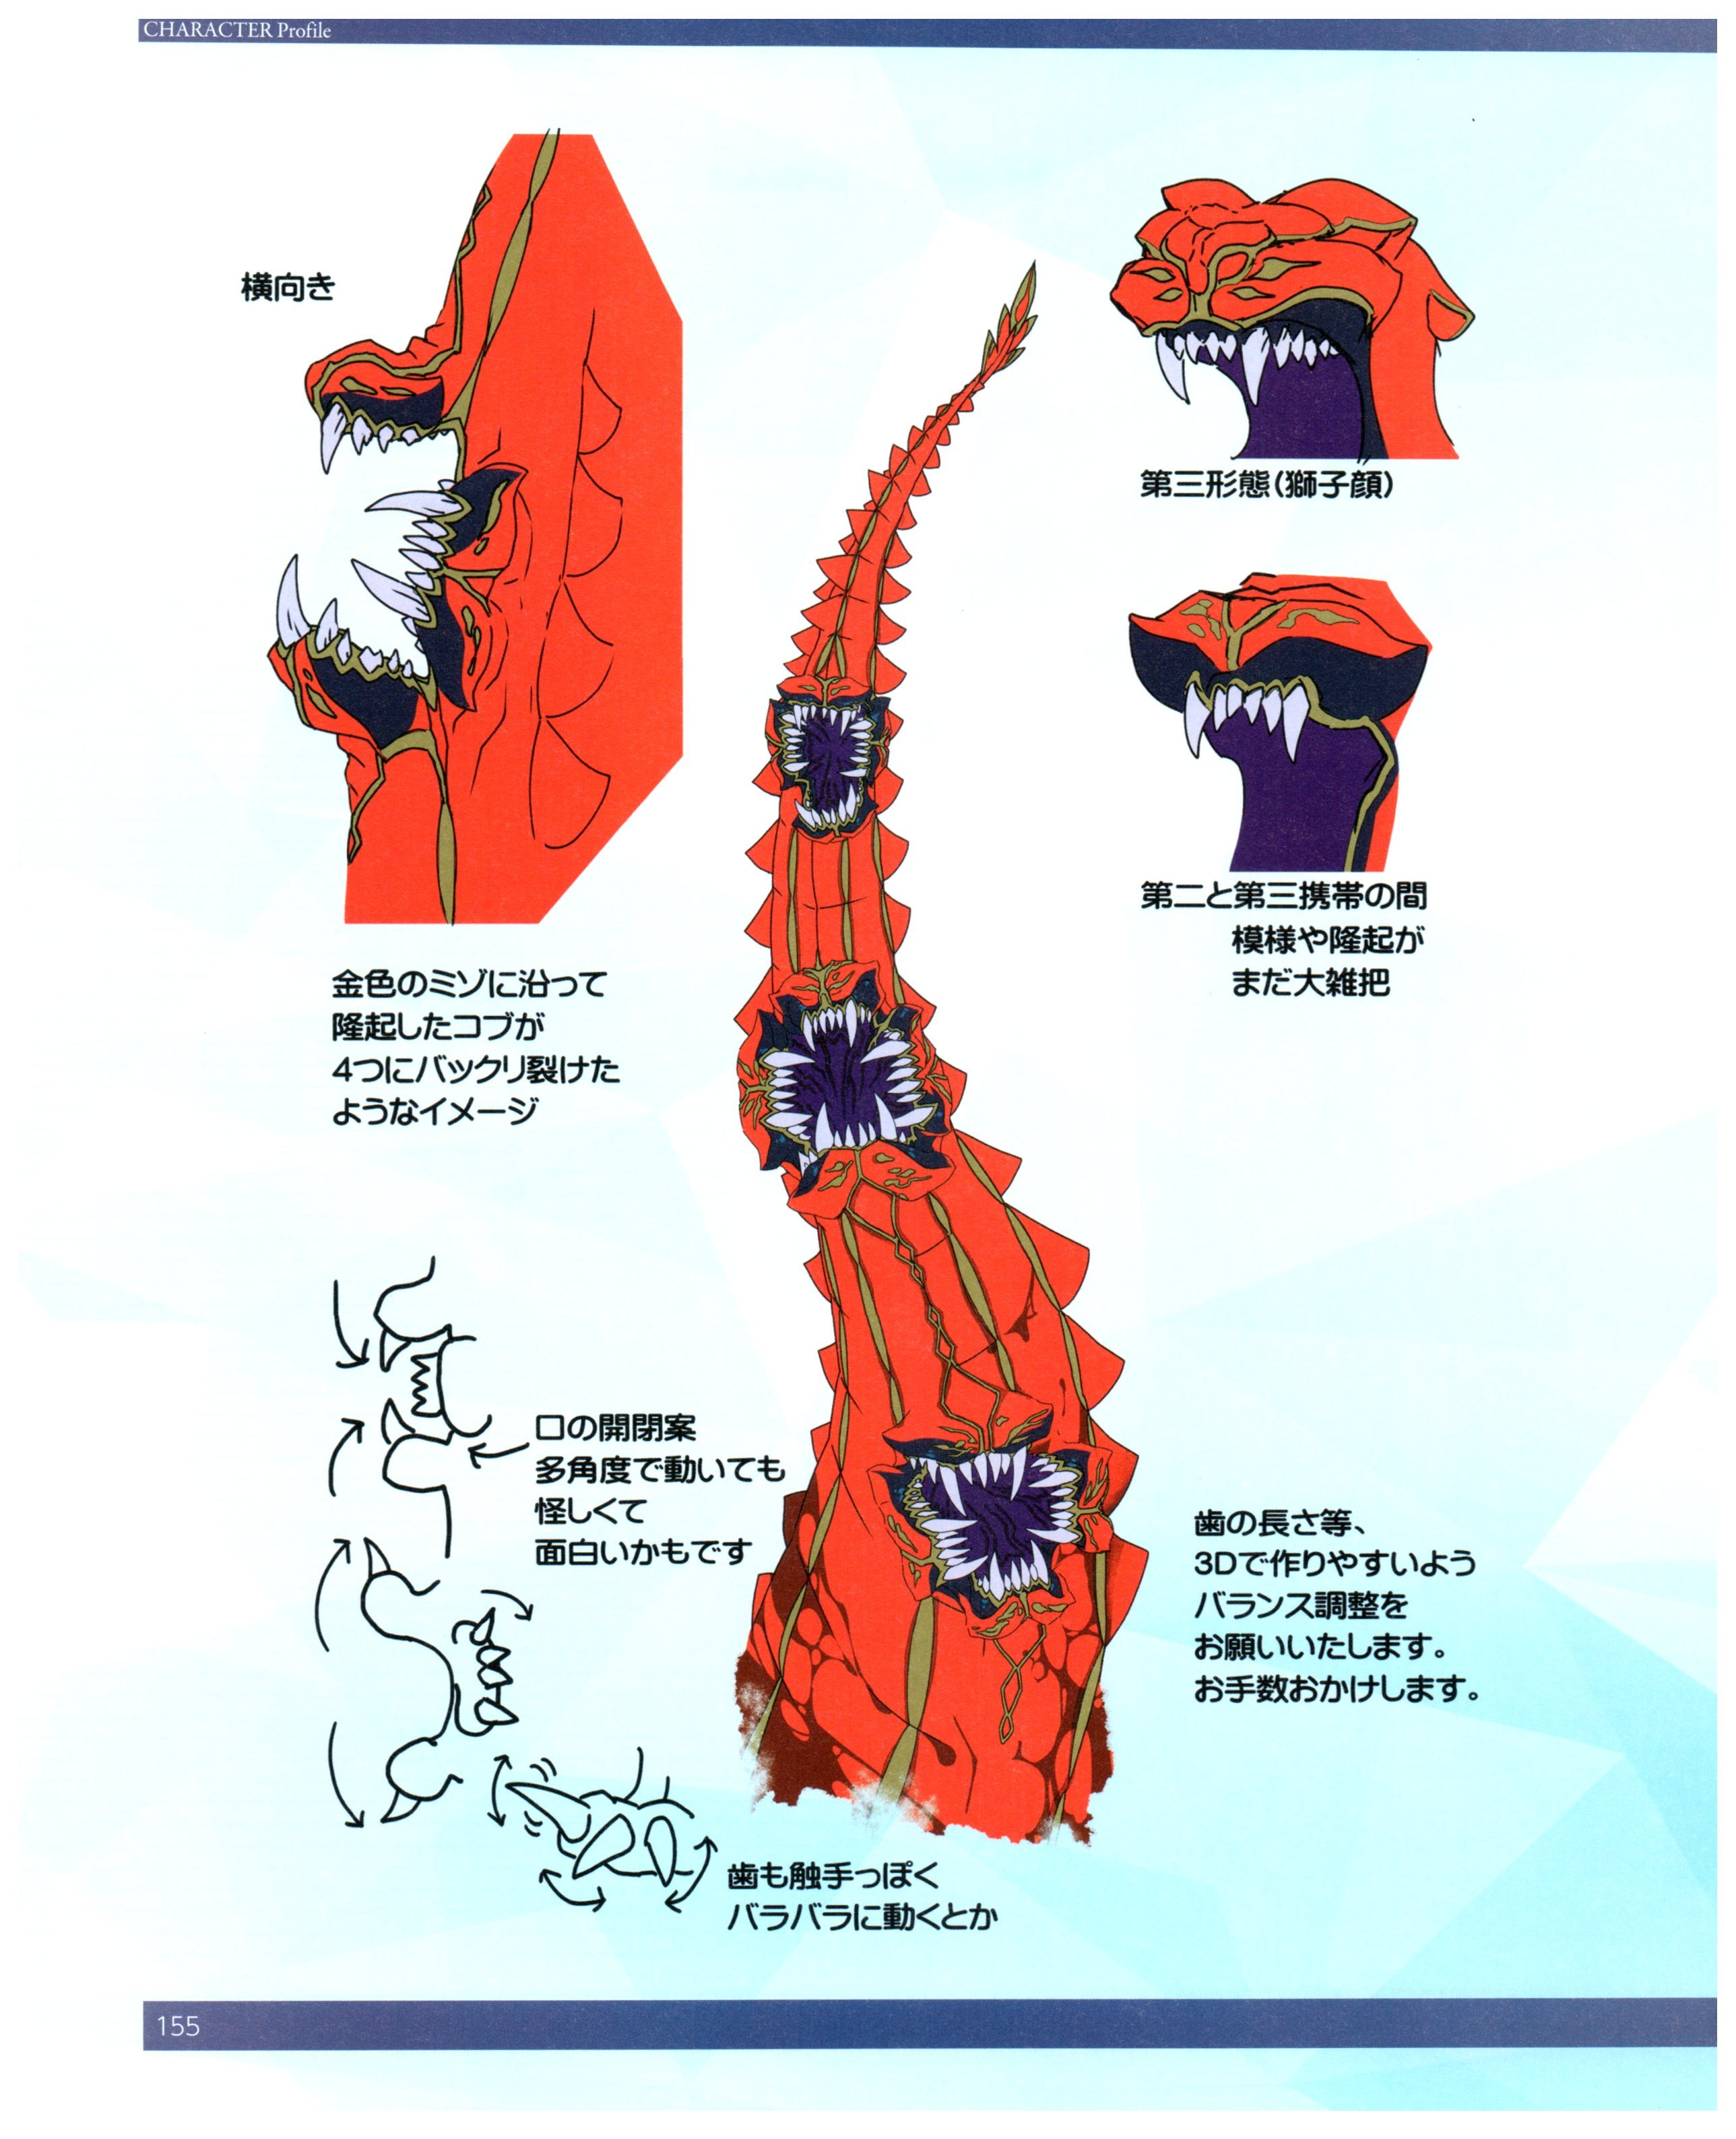 CHARACTER Profile
横向き
第三形態(獅子顔)
第二と第三携帯の間
模様や隆起が
まだ大雑把
金色のミゾに沿って
隆起したコブが
4つにバックリ裂けた
ようなイメージ
口の開閉案
多角度で動いても
怪しくて
面白いかもです
歯の長さ等、
3Dで作りやすいよう
バランス調整を
お願いいたします。
お手数おかけします。
歯も触手っぽく
バラバラに動くとか
155